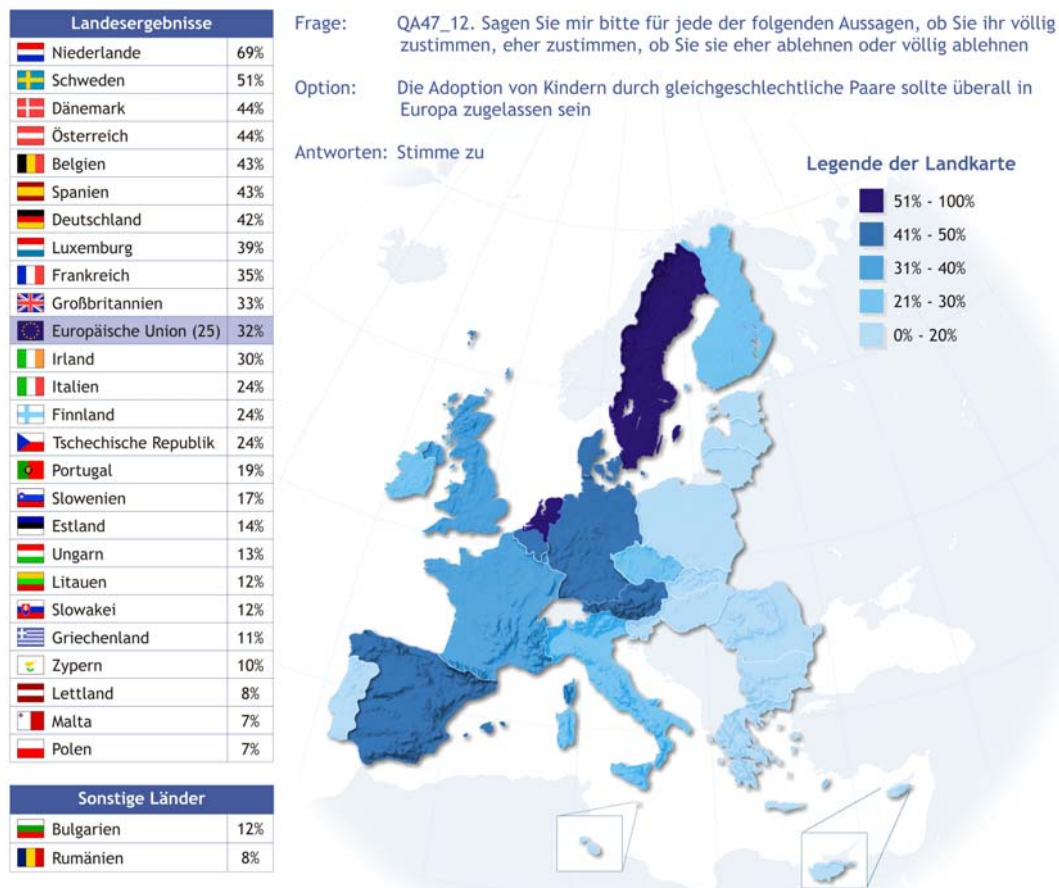 Landesergebnisse
Niederlande 69%
Schweden 51%
Dänemark 44%
Österreich 44%
Belgien 43%
Spanien 43%
Deutschland 42%
Luxemburg 39%
Frankreich 35%
Großbritannien 33%
Europäische Union (25) 32%
Irland 30%
Italien 24%
Finnland 24%
Tschechische Republik 24%
Portugal 19%
Slowenien 17%
Estland 14%
Ungarn 13%
Litauen 12%
Slowakei 12%
Griechenland 11%
Zypern 10%
Lettland 8%
Malta 7%
Polen 7%
Sonstige Länder
Bulgarien 12%
Rumänien 8%
Frage: QA47_12. Sagen Sie mir bitte für jede der folgenden Aussagen, ob Sie ihr völlig
zustimmen, eher zustimmen, ob Sie sie eher ablehnen oder völlig ablehnen
Option: Die Adoption von Kindern durch gleichgeschlechtliche Paare sollte überall in
Europa zugelassen sein
Antworten: Stimme zu
Legende der Landkarte
51% - 100%
41% - 50%
31% - 40%
21% - 30%
0% - 20%